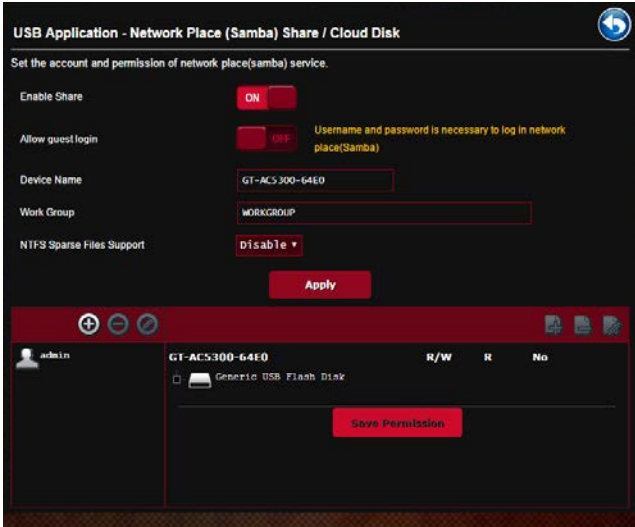 USB Application - Network Place (Samba) Share / Cloud Disk
Set the account and permission of network place(samba) service.
Enable Share ON
Allow guest login OFF Username and password is necessary to log in network
place(Samba)
Device Name GT-AC5300-64E0
Work Group WORKGROUP
NTFS Sparse Files Support Disable
Apply
admin GT-AC5300-64E0 R/W R No
Generic USB Flash Disk
Save Permission